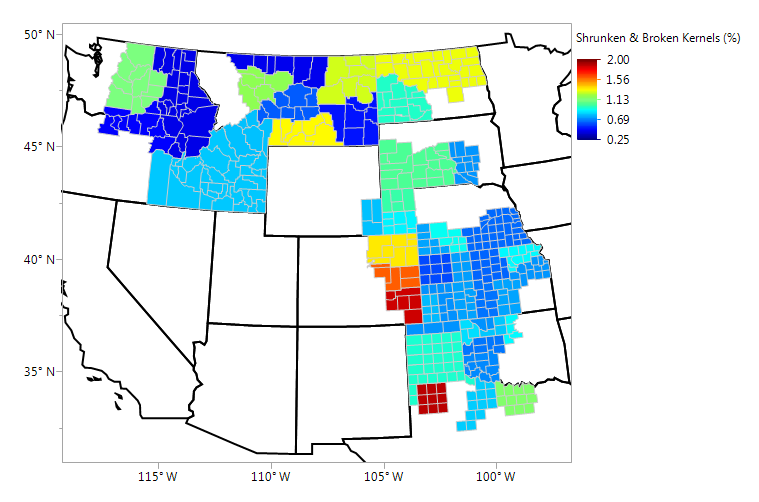 50° N
45° N
40° N
35° N
115° W
110° W
105° W
100° W
Shrunken & Broken Kernels (%)
2.00
1.56
1.13
0.69
0.25